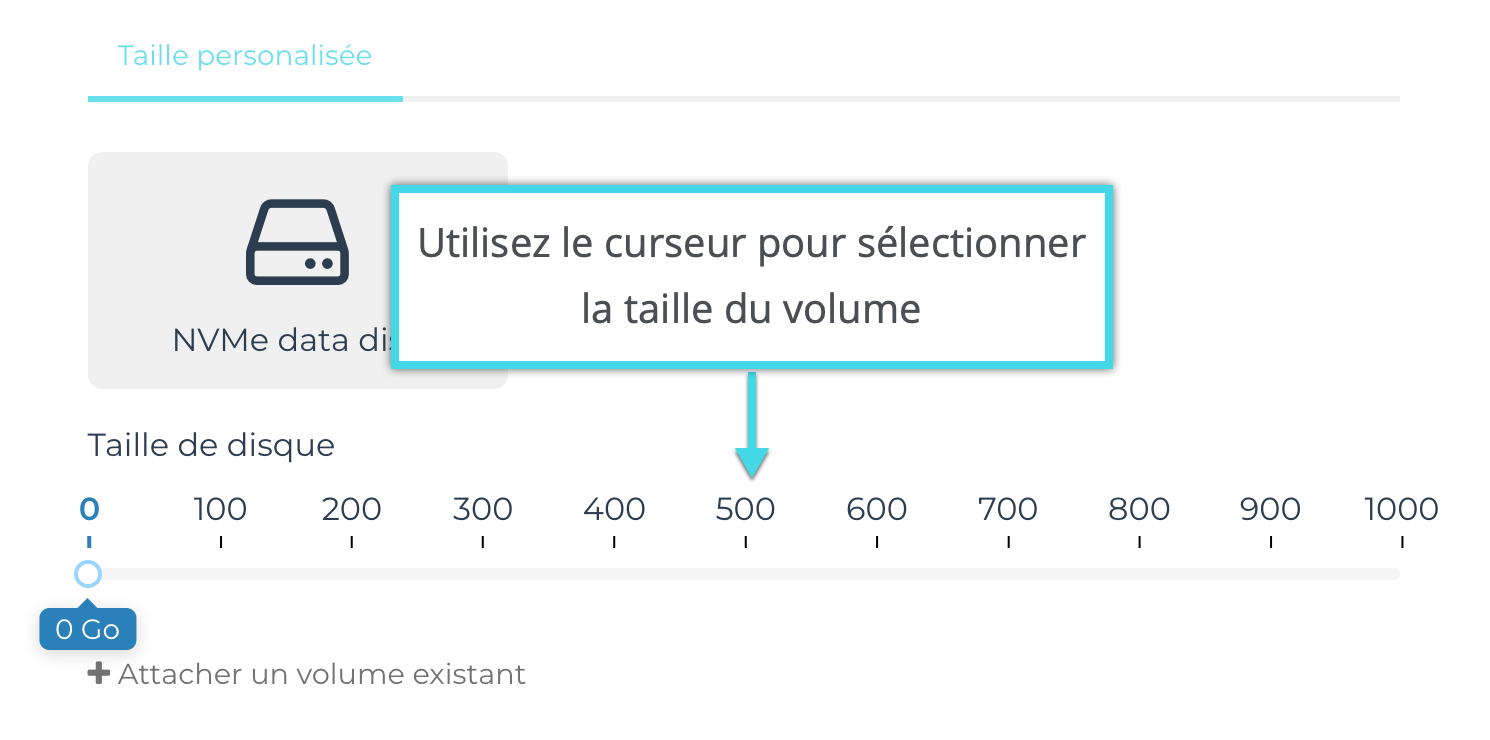 Taille personalisée
Utilisez le curseur pour sélectionner
la taille du volume
NVMe data
Taille de disque
0 100 200 300 400 500 600 700 800 900 1000
0 Go
Attacher un volume existant